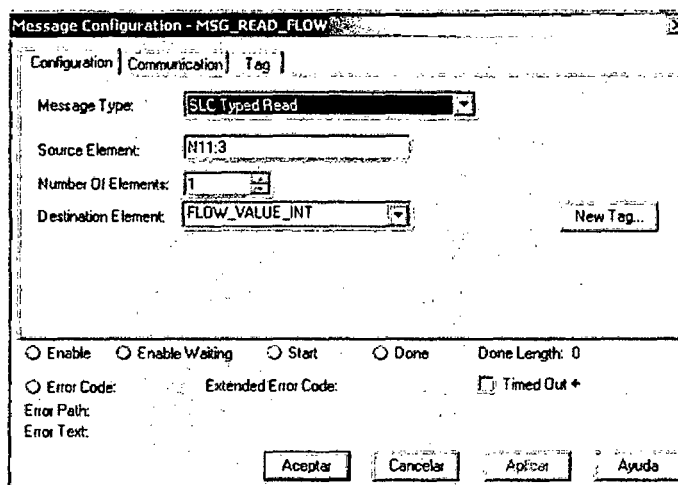 Message Configuration - MSG_READ_FLOW
Configuration Communication Tag
Message Type: SLC Typed Read
Source Element: N11:3
Number Of Elements: 1
Destination Element: FLOW_VALUE_INT New Tag...
Enable Enable Waiting Start Done Done Length: 0
Error Code: Extended Error Code: Timed Out
Error Path:
Error Text:
Aceptar Cancelar Aplicar Ayuda